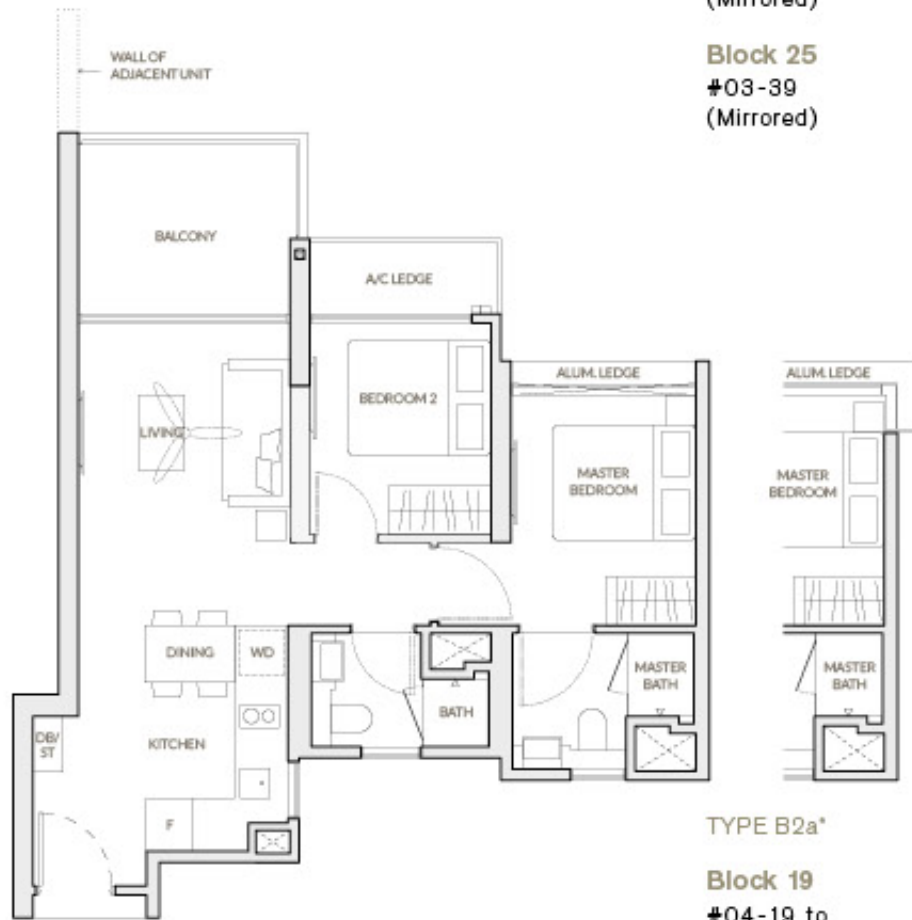 (Mirrored)
Block 25
#03-39
(Mirrored)
WALL OF
ADJACENT UNIT
BALCONY
A/C LEDGE
BEDROOM 2
LIVING
ALUM. LEDGE
MASTER
BEDROOM
ALUM. LEDGE
MASTER
BEDROOM
DINING
WD
BATH
MASTER
BATH
MASTER
BATH
DB/
ST
KITCHEN
F
TYPE B2a*
Block 19
#04-19 to